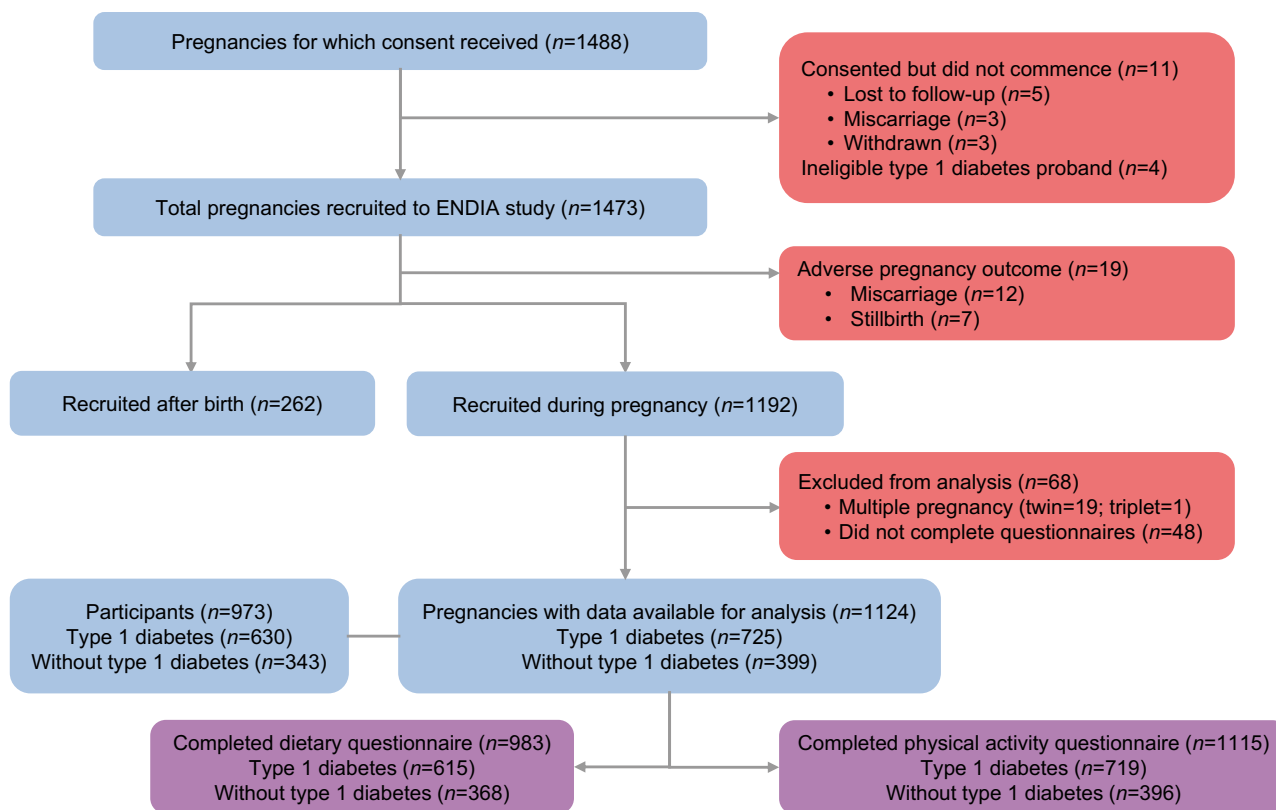 Pregnancies for which consent received (n=1488)
Consented but did not commence (n=11)
• Lost to follow-up (n=5)
• Miscarriage (n=3)
• Withdrawn (n=3)
Ineligible type 1 diabetes proband (n=4)
Total pregnancies recruited to ENDIA study (n=1473)
Adverse pregnancy outcome (n=19)
• Miscarriage (n=12)
• Stillbirth (n=7)
Recruited after birth (n=262)
Recruited during pregnancy (n=1192)
Excluded from analysis (n=68)
• Multiple pregnancy (twin=19; triplet=1)
• Did not complete questionnaires (n=48)
Participants (n=973)
Type 1 diabetes (n=630)
Without type 1 diabetes (n=343)
Pregnancies with data available for analysis (n=1124)
Type 1 diabetes (n=725)
Without type 1 diabetes (n=399)
Completed dietary questionnaire (n=983)
Type 1 diabetes (n=615)
Without type 1 diabetes (n=368)
Completed physical activity questionnaire (n=1115)
Type 1 diabetes (n=719)
Without type 1 diabetes (n=396)